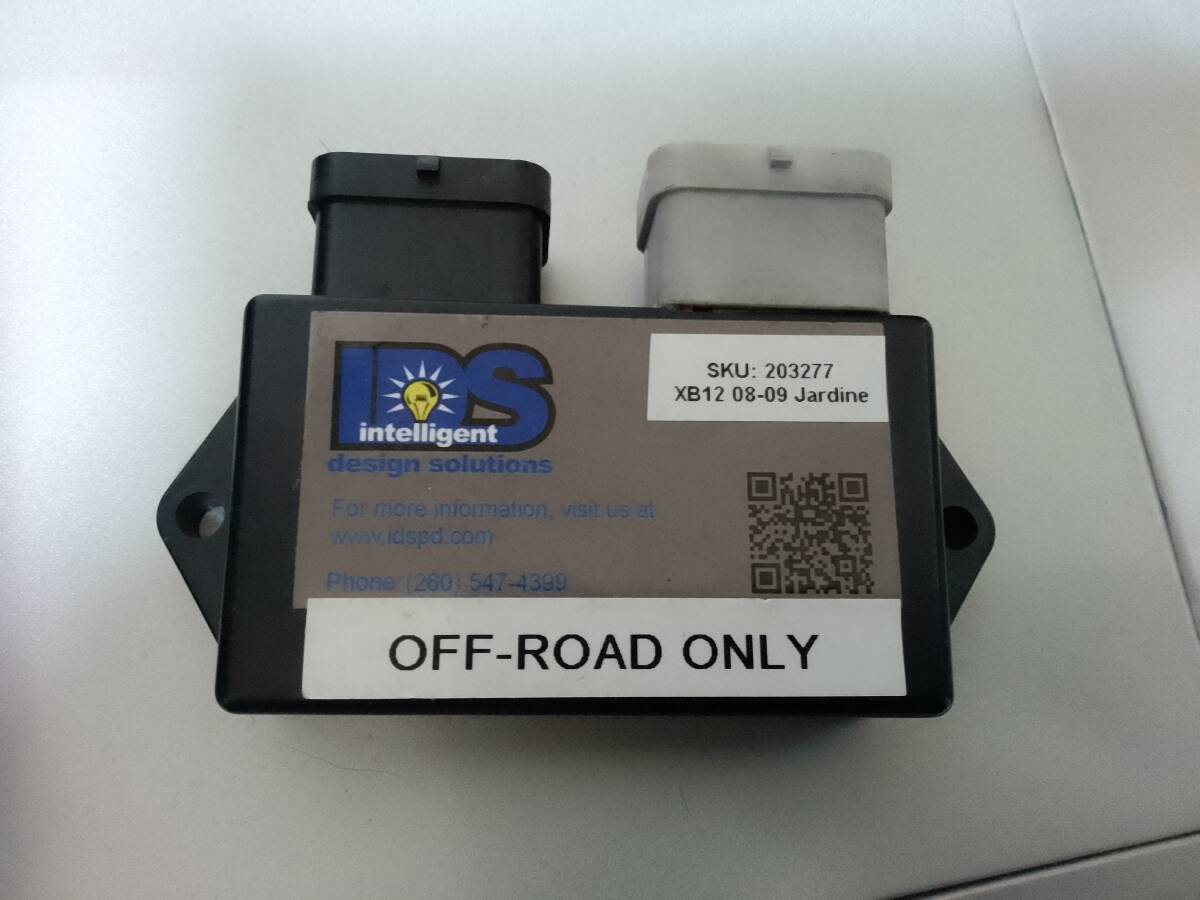 IDS
intelligent
design solutions
SKU: 203277
XB12 08-09 Jardine
For more information, visit us at
www.idspd.com
Phone: (260) 547-4399
OFF-ROAD ONLY